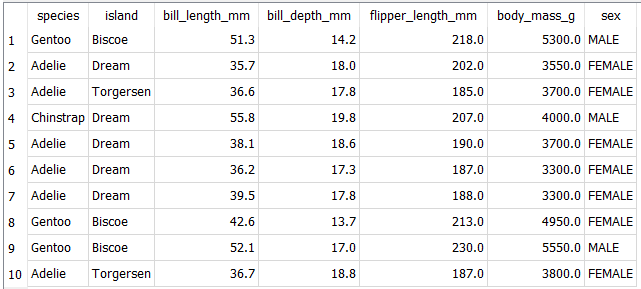 species island bill_length_mm bill_depth_mm flipper_length_mm body_mass_g sex
1 Gentoo Biscoe 51.3 14.2 218.0 5300.0 MALE
2 Adelie Dream 35.7 18.0 202.0 3550.0 FEMALE
3 Adelie Torgersen 36.6 17.8 185.0 3700.0 FEMALE
4 Chinstrap Dream 55.8 19.8 207.0 4000.0 MALE
5 Adelie Dream 38.1 18.6 190.0 3700.0 FEMALE
6 Adelie Dream 36.2 17.3 187.0 3300.0 FEMALE
7 Adelie Dream 39.5 17.8 188.0 3300.0 FEMALE
8 Gentoo Biscoe 42.6 13.7 213.0 4950.0 FEMALE
9 Gentoo Biscoe 52.1 17.0 230.0 5550.0 MALE
10 Adelie Torgersen 36.7 18.8 187.0 3800.0 FEMALE